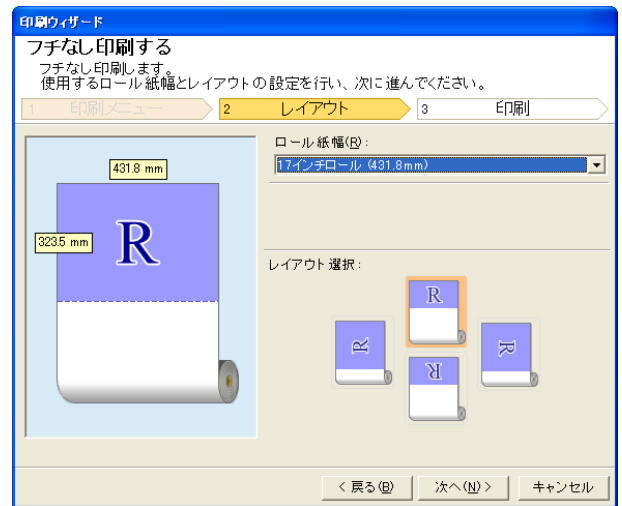 印刷ウィザード
フチなし印刷する
フチなし印刷します。
使用するロール紙幅とレイアウトの設定を行い、次に進んでください。
1 印刷メニュー 2 レイアウト 3 印刷
ロール紙幅(R):
17インチロール (431.8mm)
431.8 mm
323.5 mm
R
レイアウト選択:
R
R
R
R
< 戻る(B) 次へ(N) > キャンセル